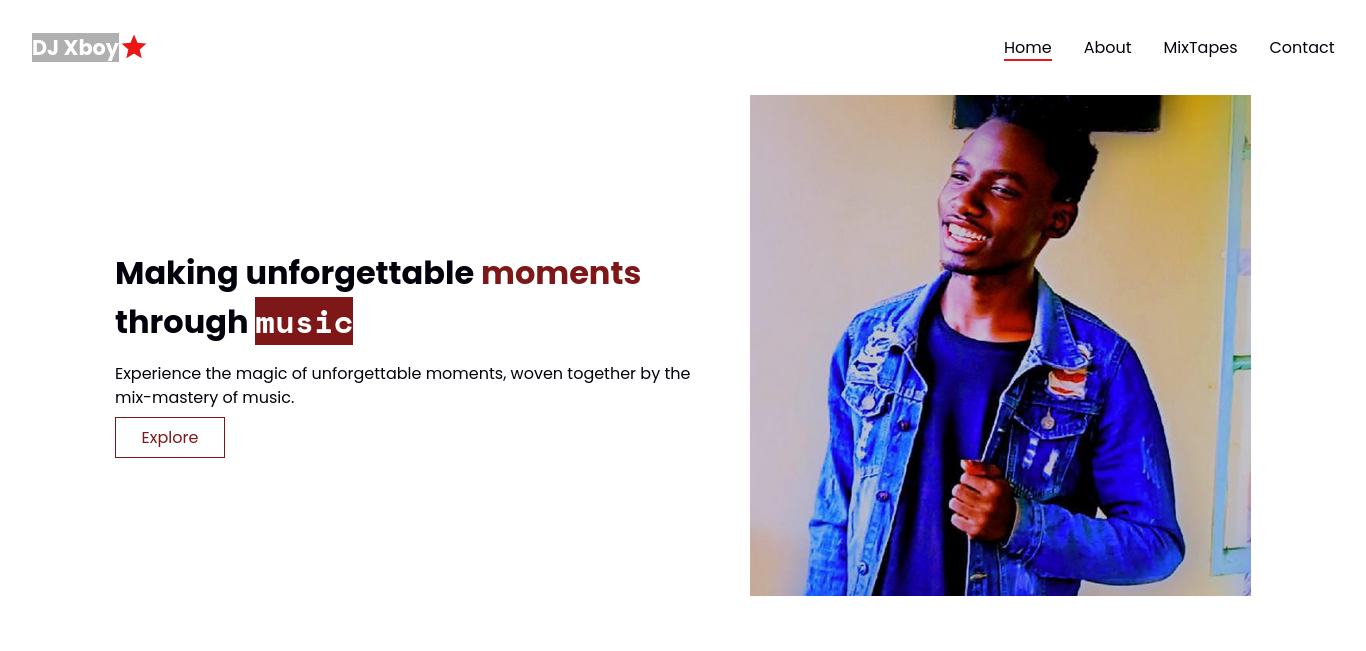 DJ Xboy
Home About MixTapes Contact
Making unforgettable moments
through music
Experience the magic of unforgettable moments, woven together by the
mix-mastery of music.
Explore